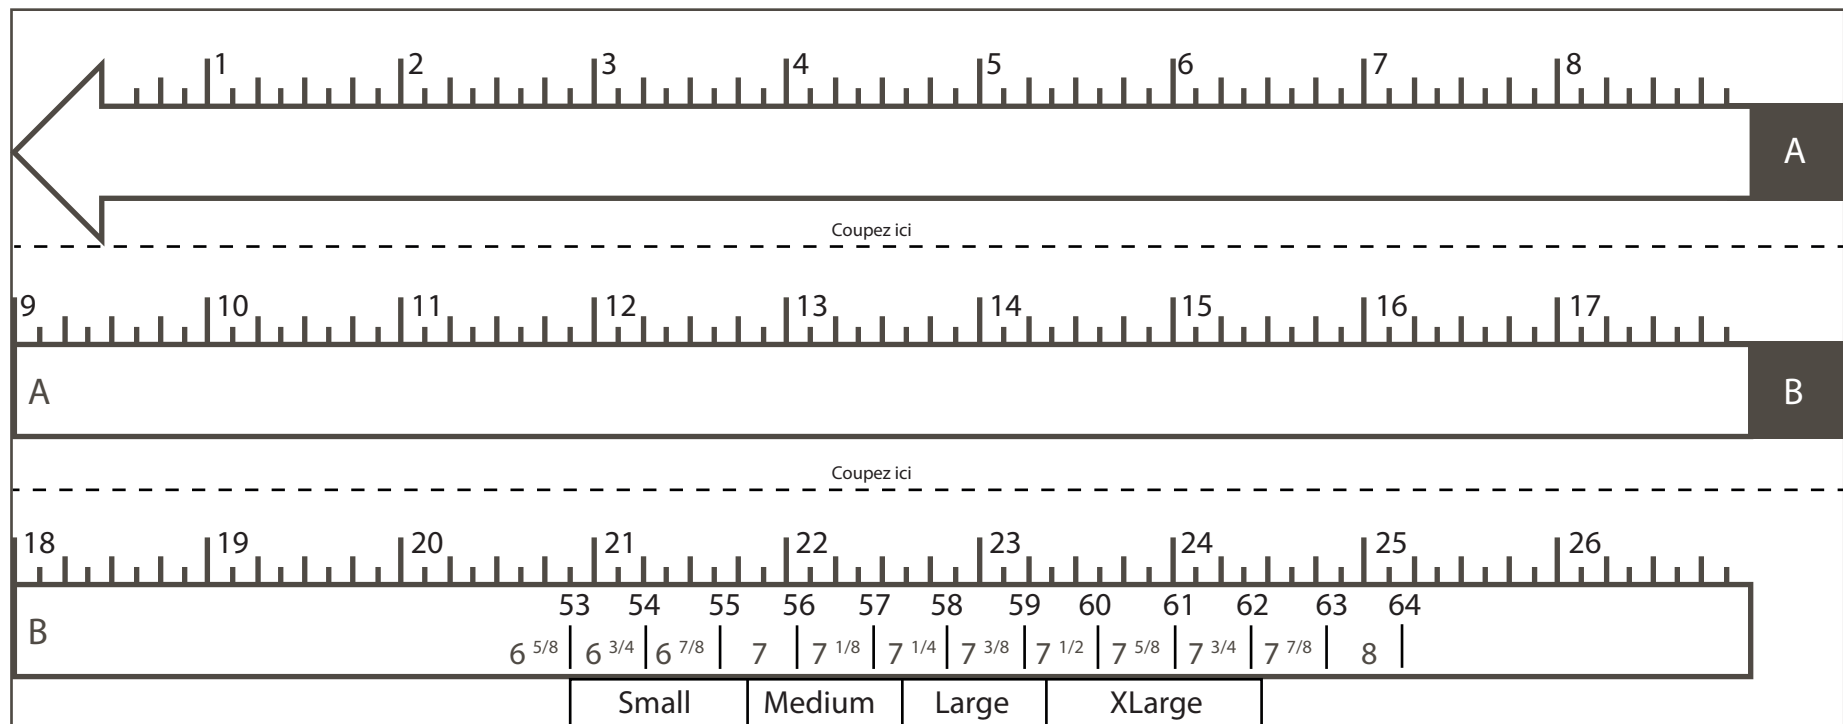 1 2 3 4 5 6 7 8
A
Coupez ici
9 10 11 12 13 14 15 16 17
A B
Coupez ici
18 19 20 21 22 23 24 25 26
B
53 54 55 56 57 58 59 60 61 62 63 64
6 5/8 6 3/4 6 7/8 7 7 1/8 7 1/4 7 3/8 7 1/2 7 5/8 7 3/4 7 7/8 8
Small Medium Large XLarge